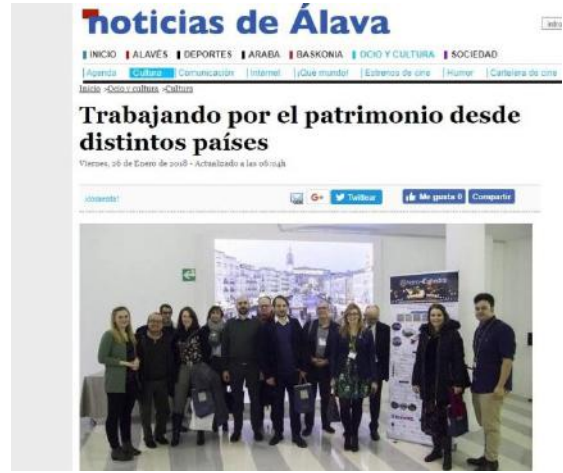 noticias de Álava
INICIO ALAVÉS DEPORTES ARABA BASKONIA OCIO Y CULTURA SOCIEDAD
Agenda Cultura Comunicación Internet ¡Que mundo! Estrenos de cine Humor Cartelera de cine
Inicio >Ocio y cultura >Cultura
Trabajando por el patrimonio desde
distintos países
Viernes, 26 de Enero de 2018 - Actualizado a las 06:04h
¡comenta!
G+ Twittear Me gusta 0 Compartir